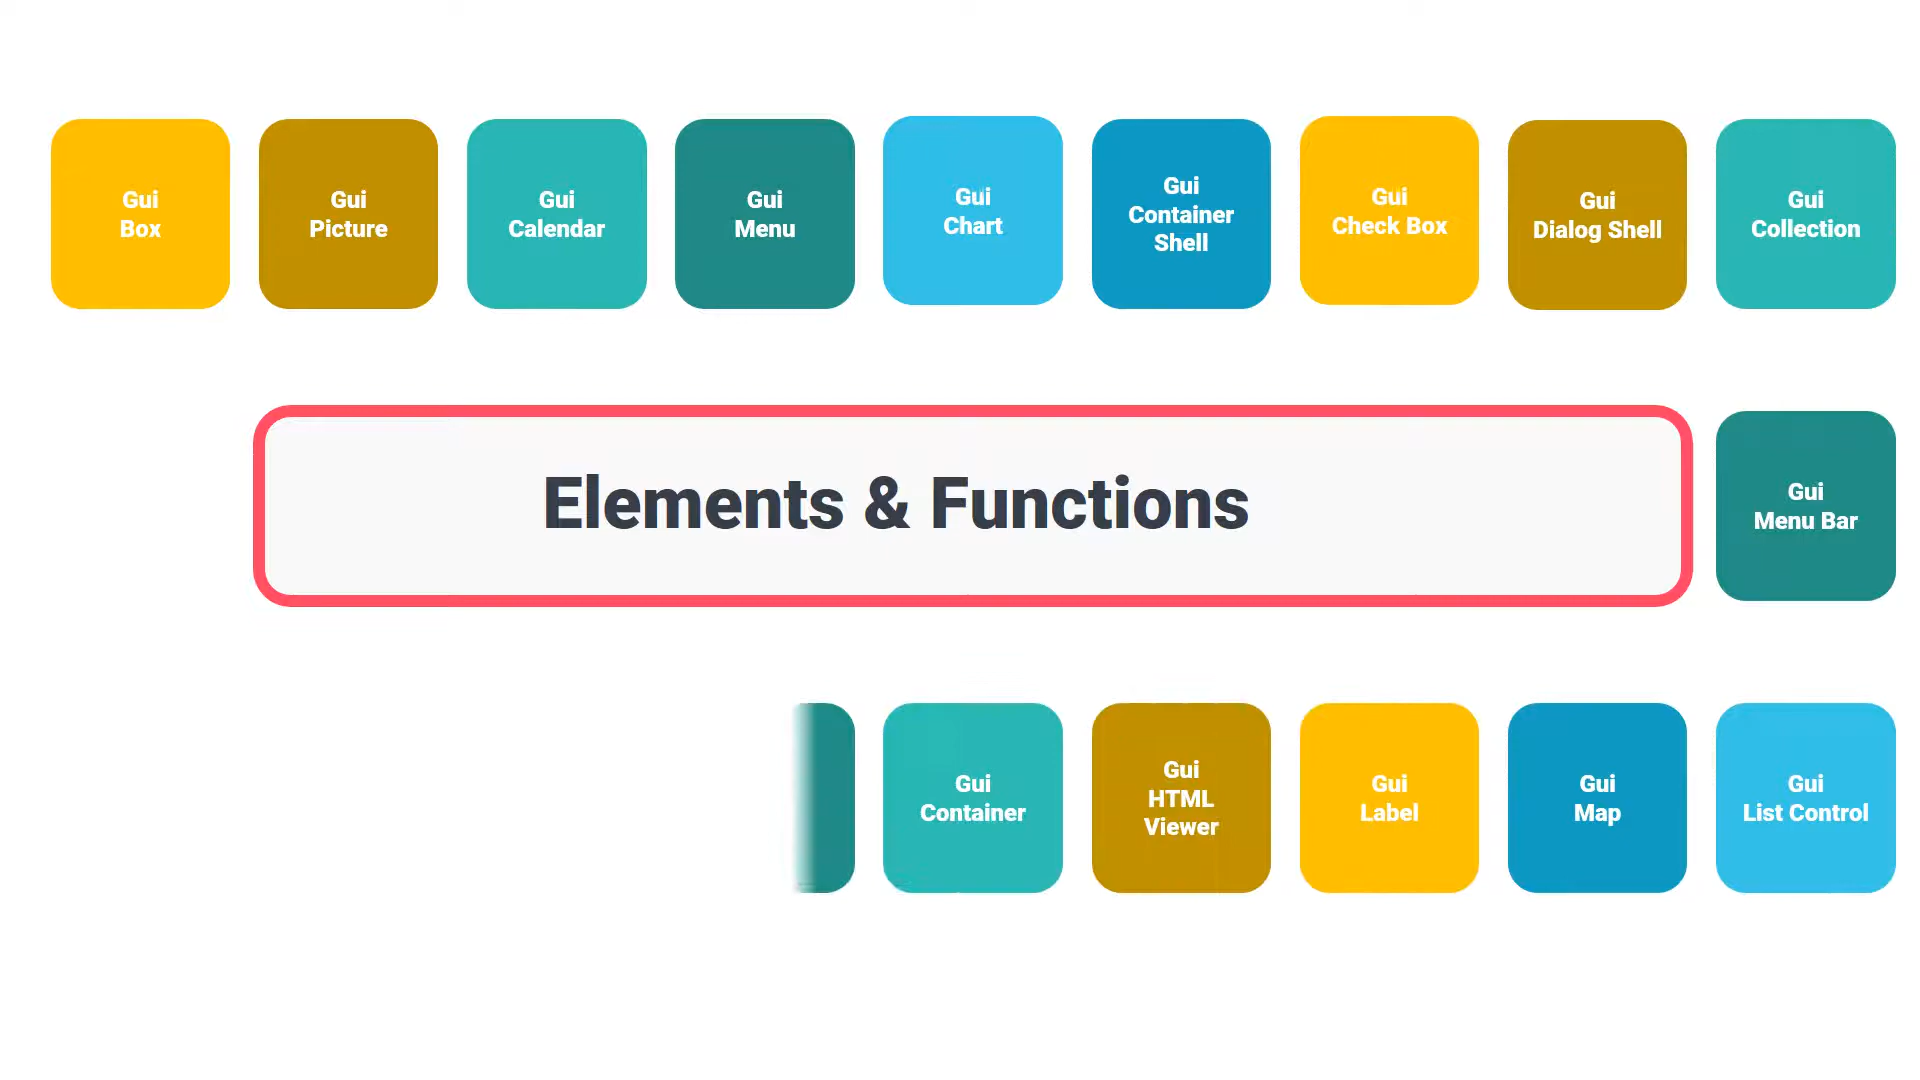 Gui
Box
Gui
Picture
Gui
Calendar
Gui
Menu
Gui
Chart
Gui
Container
Shell
Gui
Check Box
Gui
Dialog Shell
Gui
Collection
Elements & Functions
Gui
Menu Bar
Gui
Container
Gui
HTML
Viewer
Gui
Label
Gui
Map
Gui
List Control